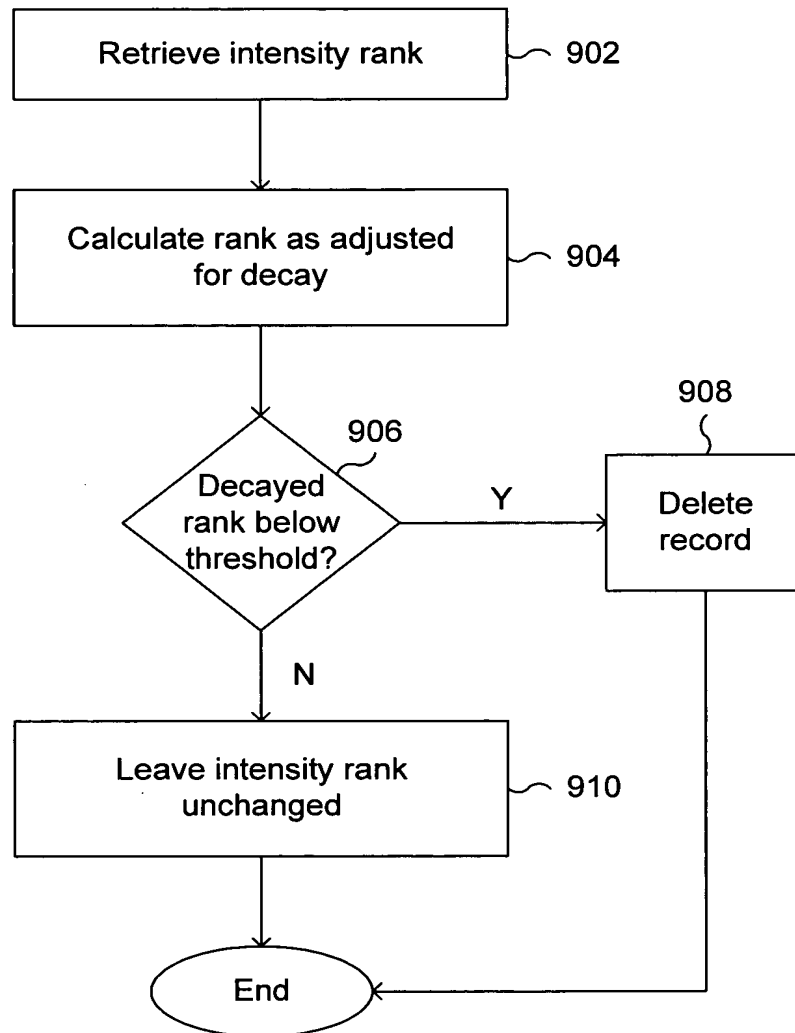 Retrieve intensity rank
902
Calculate rank as adjusted
for decay
904
906
Decayed
rank below
threshold?
Y
908
Delete
record
N
Leave intensity rank
unchanged
910
End